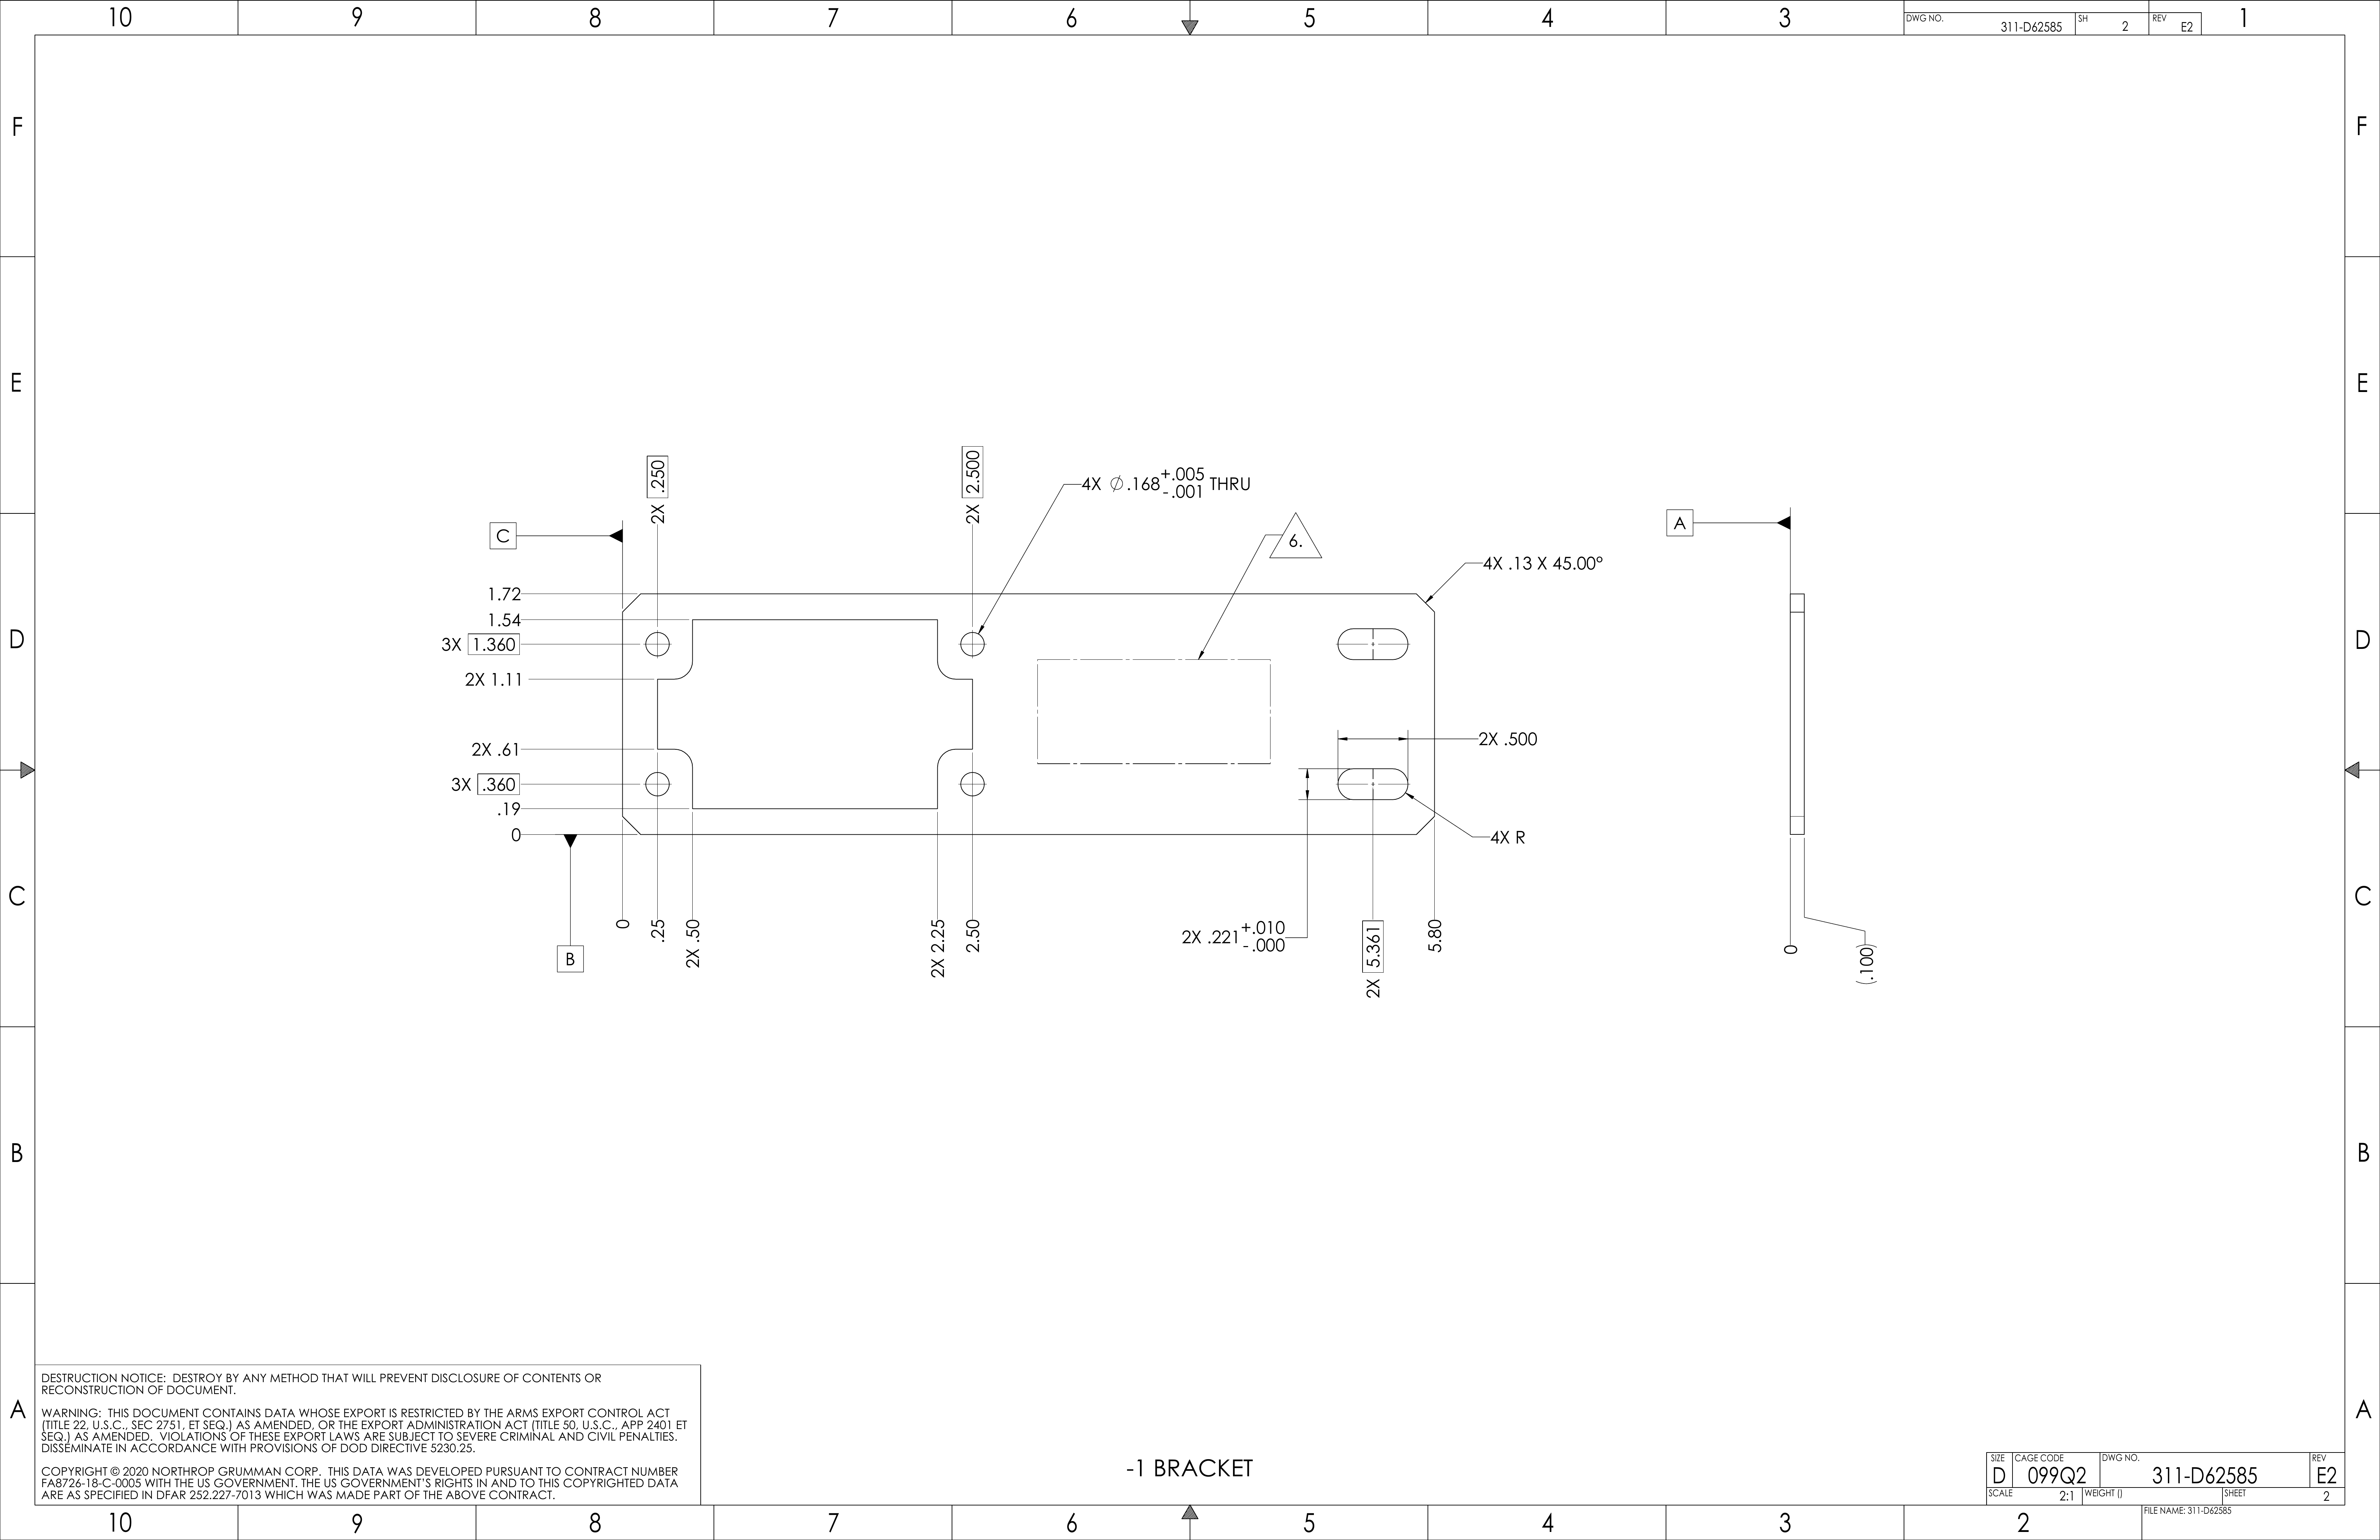 10 9 8 7 6 5 4 3 1
DWG NO. 311-D62585 SH 2 REV E2
F F
E E
2X .250
2X 2.500
4X ∅ .168 +.005 -.001 THRU
C
A
6.
4X .13 X 45.00°
1.72
1.54
D D
3X 1.360
2X 1.11
2X .61
2X .500
3X .360
.19
0
4X R
C C
0 .25 2X .50 2X 2.25 2.50
2X .221 +.010 -.000
2X 5.361
5.80
0
(.100)
B
B B
DESTRUCTION NOTICE: DESTROY BY ANY METHOD THAT WILL PREVENT DISCLOSURE OF CONTENTS OR
RECONSTRUCTION OF DOCUMENT.
A A
WARNING: THIS DOCUMENT CONTAINS DATA WHOSE EXPORT IS RESTRICTED BY THE ARMS EXPORT CONTROL ACT
(TITLE 22, U.S.C., SEC 2751, ET SEQ.) AS AMENDED, OR THE EXPORT ADMINISTRATION ACT (TITLE 50, U.S.C., APP 2401 ET
SEQ.) AS AMENDED. VIOLATIONS OF THESE EXPORT LAWS ARE SUBJECT TO SEVERE CRIMINAL AND CIVIL PENALTIES.
DISSEMINATE IN ACCORDANCE WITH PROVISIONS OF DOD DIRECTIVE 5230.25.
COPYRIGHT © 2020 NORTHROP GRUMMAN CORP. THIS DATA WAS DEVELOPED PURSUANT TO CONTRACT NUMBER
FA8726-18-C-0005 WITH THE US GOVERNMENT. THE US GOVERNMENT'S RIGHTS IN AND TO THIS COPYRIGHTED DATA
ARE AS SPECIFIED IN DFAR 252.227-7013 WHICH WAS MADE PART OF THE ABOVE CONTRACT.
-1 BRACKET
SIZE CAGE CODE DWG NO. REV
D 099Q2 311-D62585 E2
SCALE 2:1 WEIGHT () SHEET 2
FILE NAME: 311-D62585
10 9 8 7 6 5 4 3 2